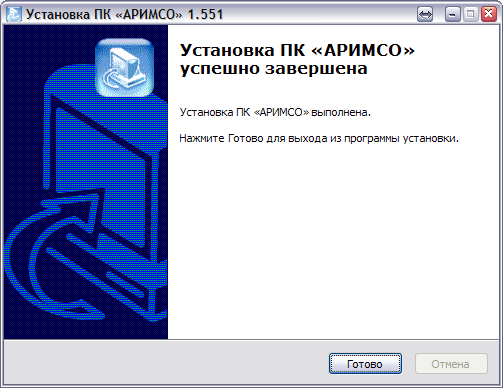 Установка ПК «АРИМСО» 1.551
Установка ПК «АРИМСО»
успешно завершена
Установка ПК «АРИМСО» выполнена.
Нажмите Готово для выхода из программы установки.
Готово
Отмена